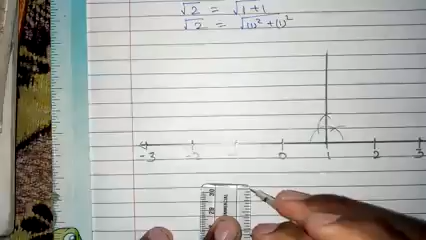 √2 = √1+1
√2 = √(1)²+(1)²
-3 -2 0 1 2 3